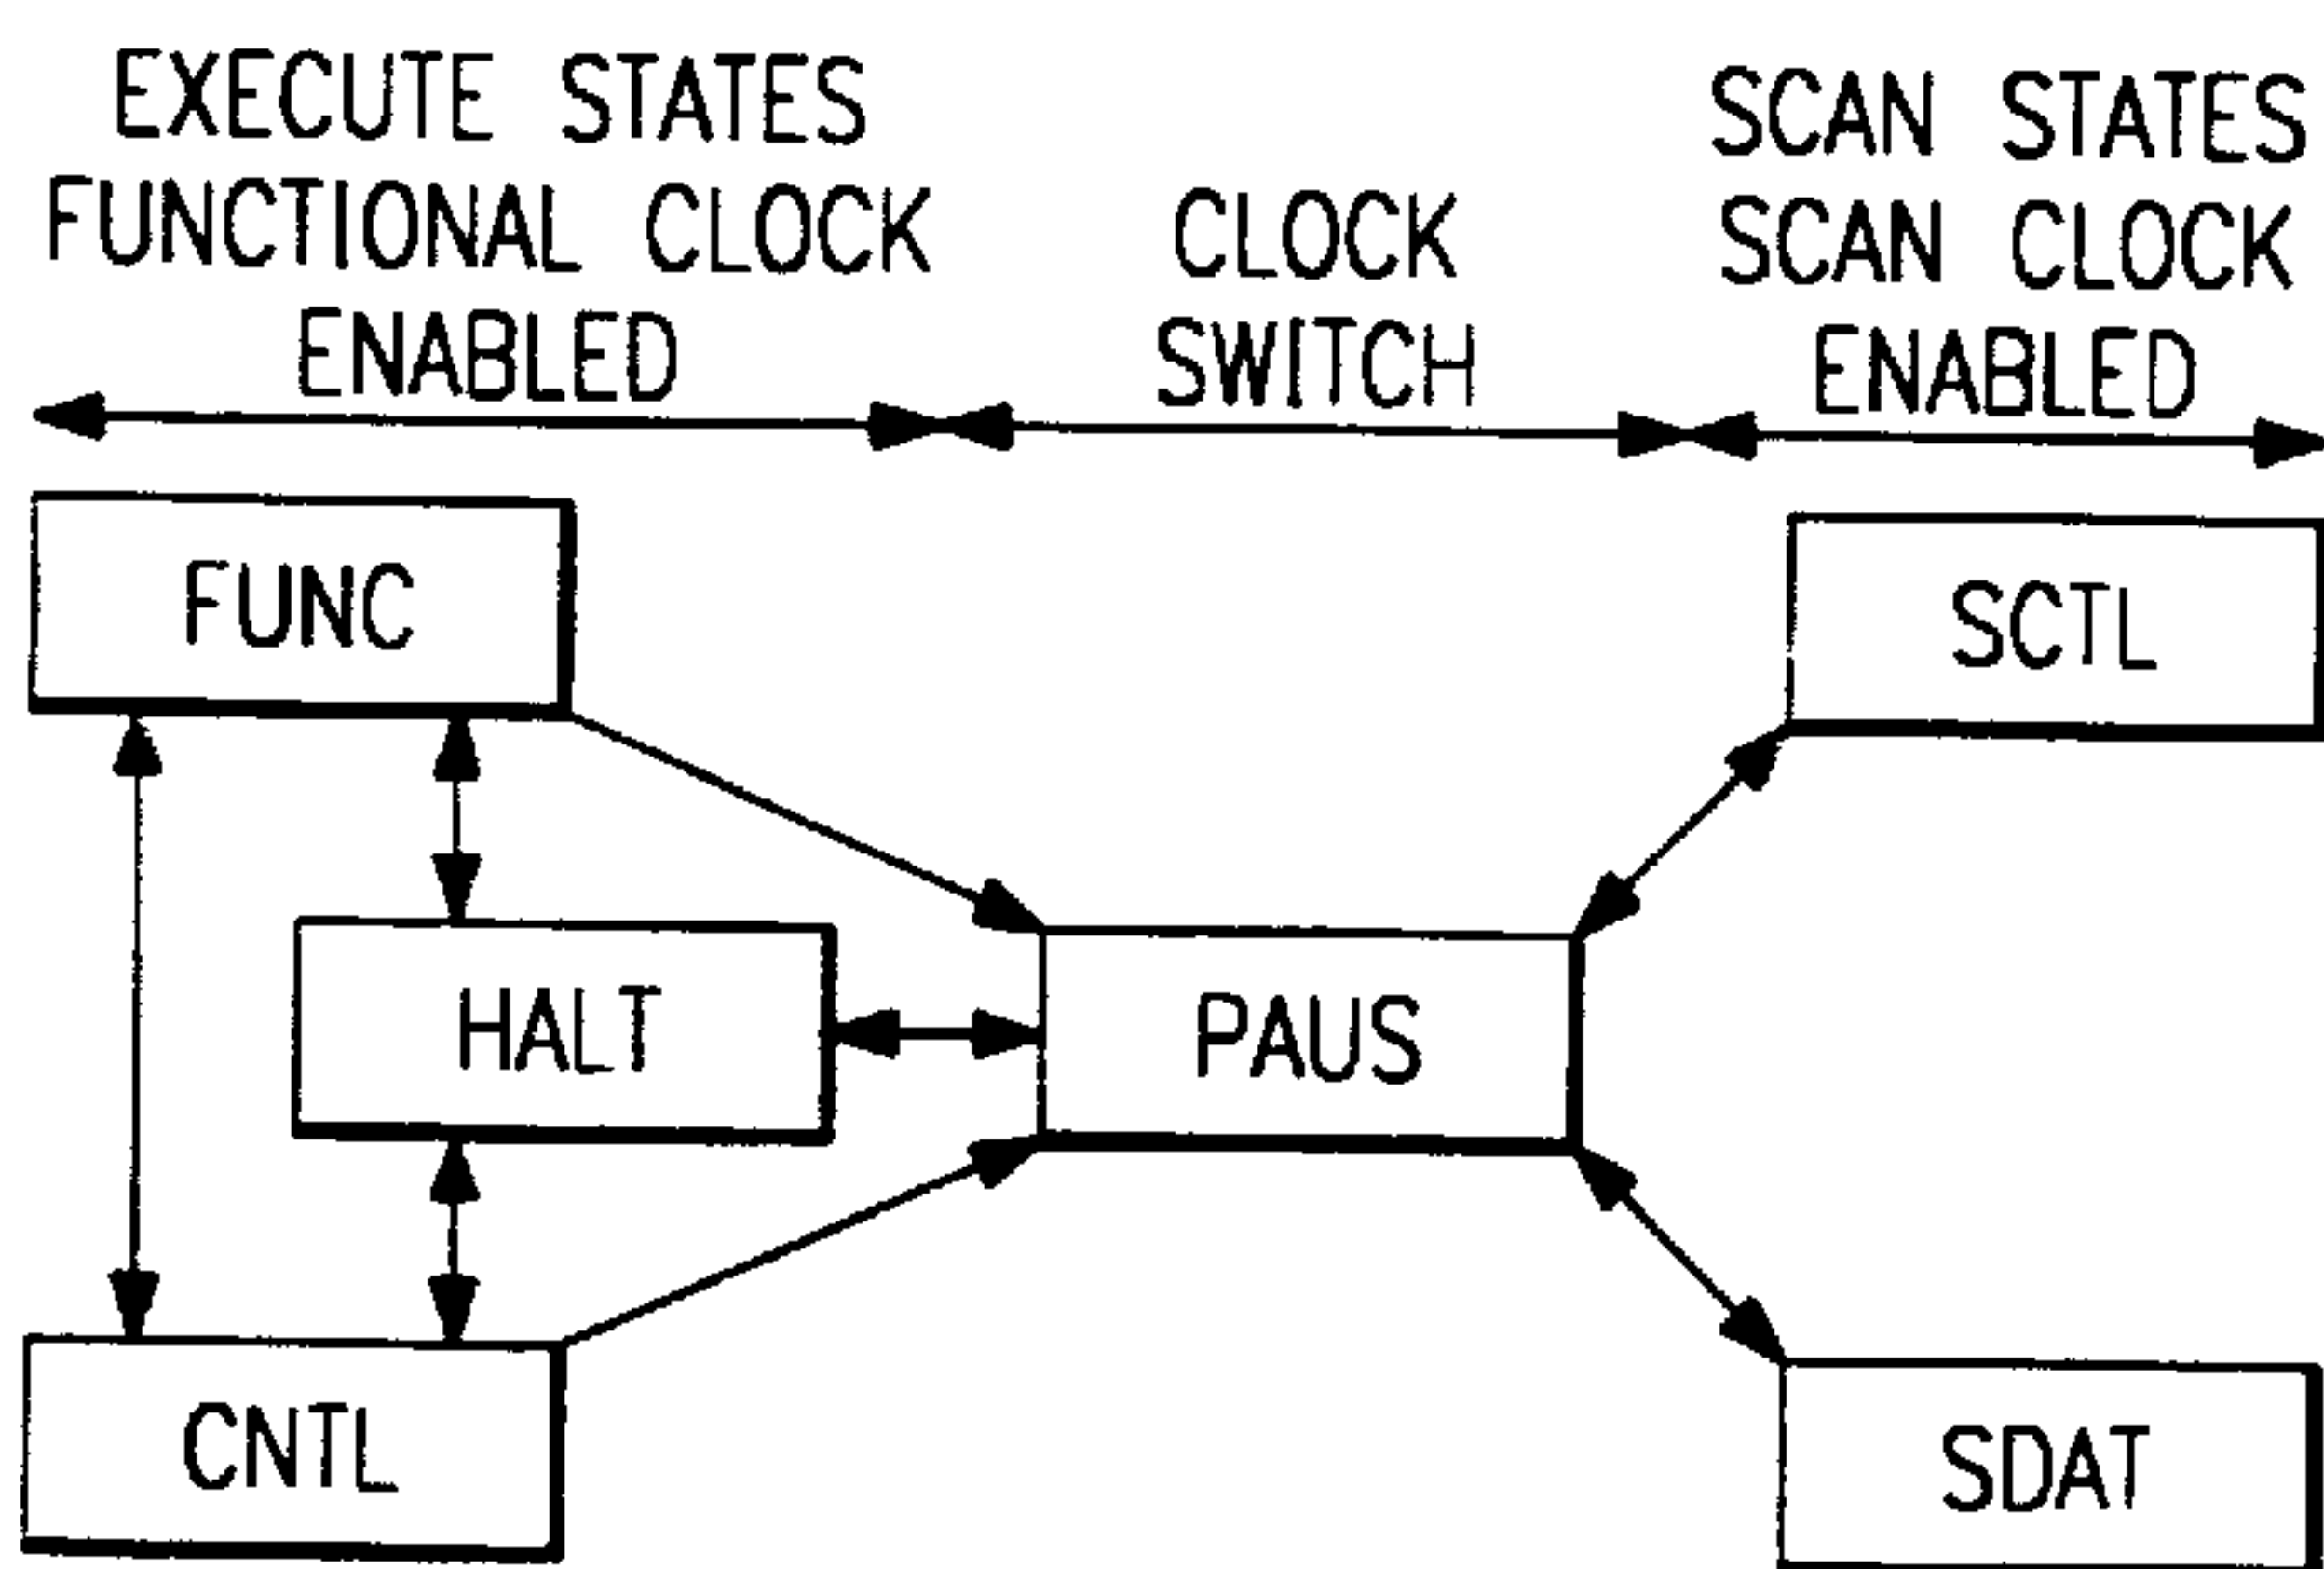 EXECUTE STATES
FUNCTIONAL CLOCK
ENABLED
CLOCK
SWITCH
SCAN STATES
SCAN CLOCK
ENABLED
FUNC
SCTL
HALT
PAUS
CNTL
SDAT